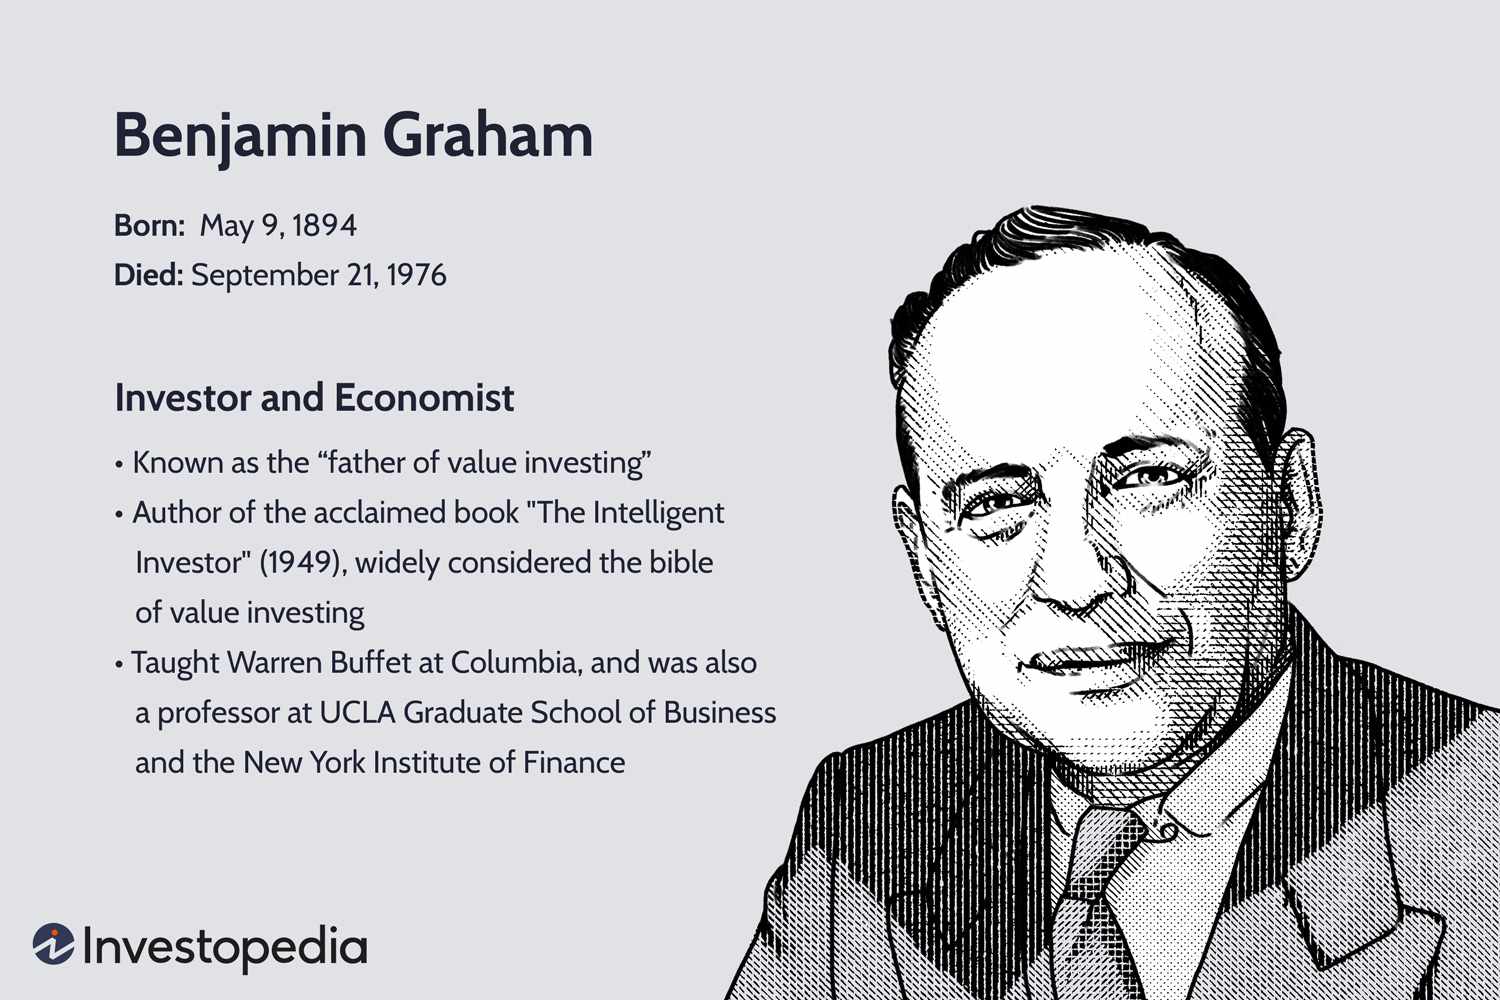 Benjamin Graham
Born: May 9, 1894
Died: September 21, 1976
Investor and Economist
• Known as the “father of value investing”
• Author of the acclaimed book "The Intelligent
Investor" (1949), widely considered the bible
of value investing
• Taught Warren Buffet at Columbia, and was also
a professor at UCLA Graduate School of Business
and the New York Institute of Finance
Investopedia